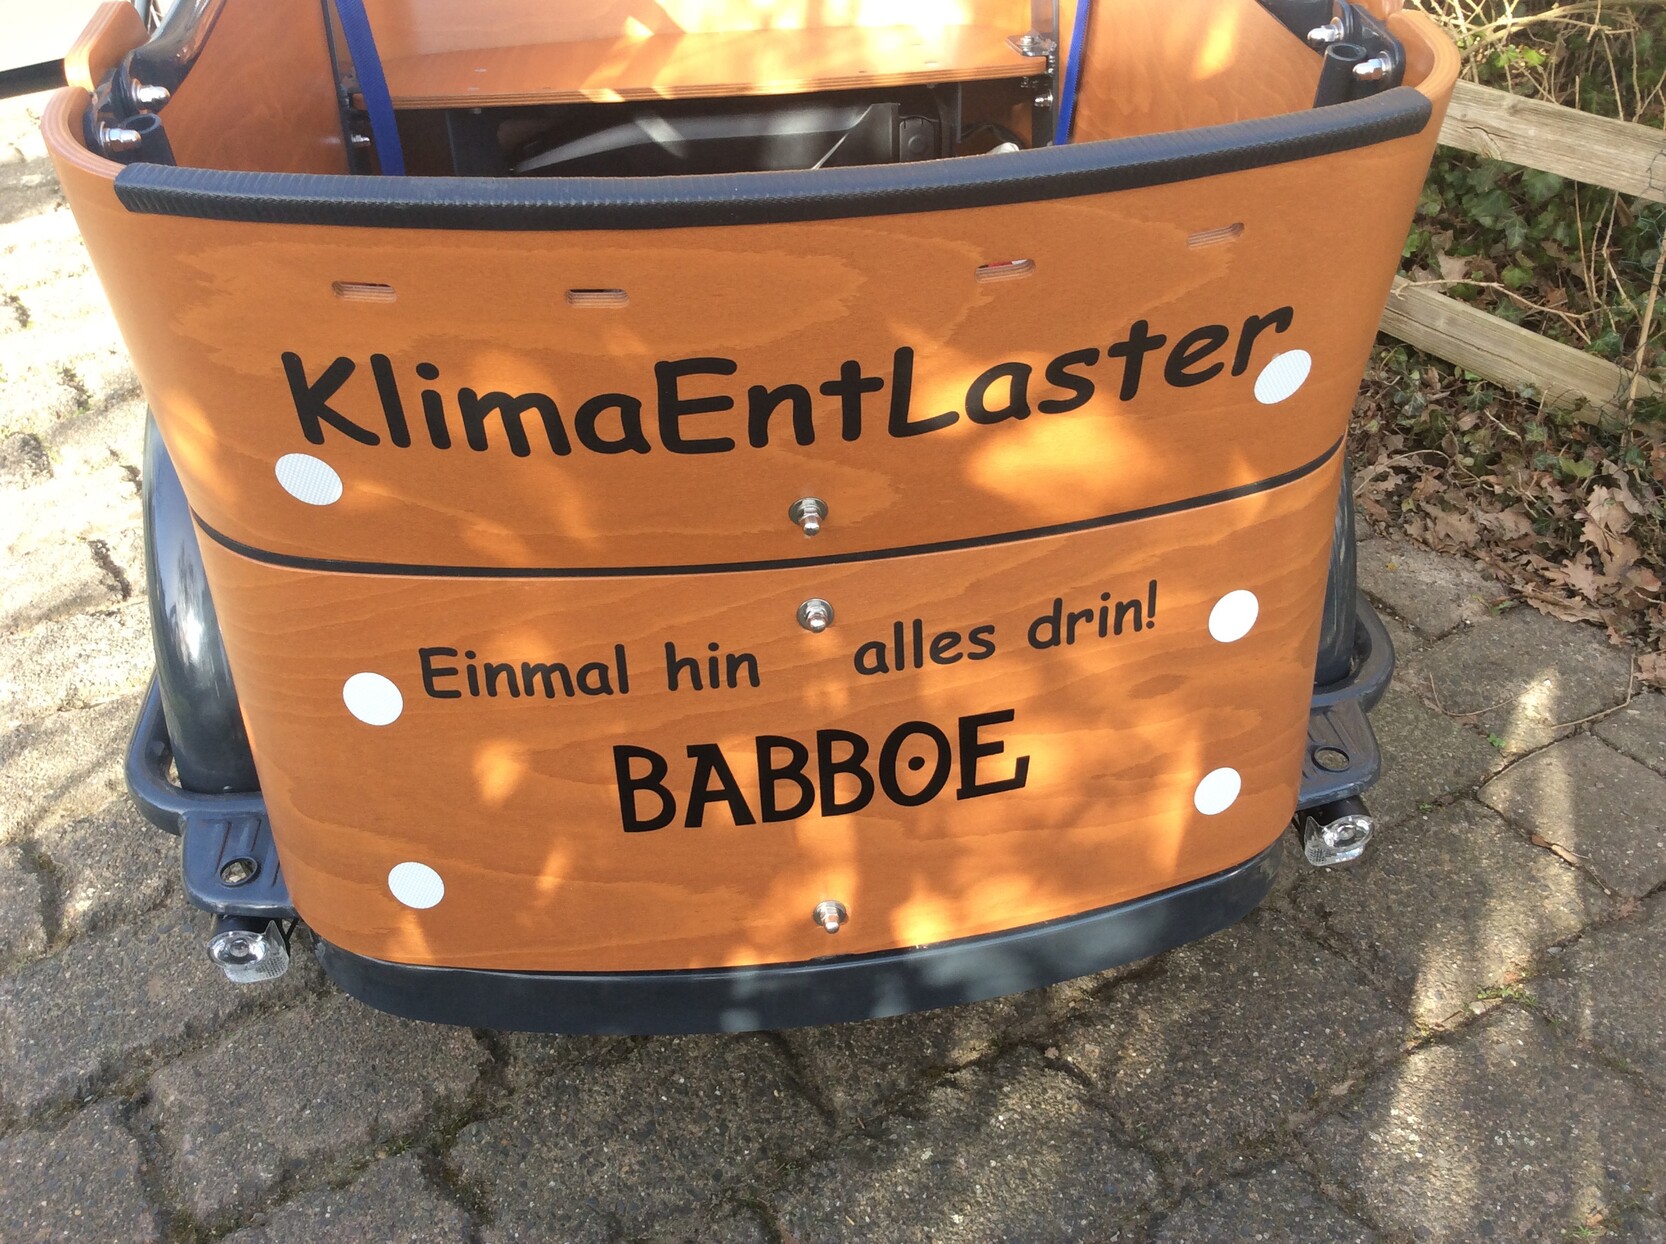 KlimaEntLaster
Einmal hin alles drin!
BABBOE